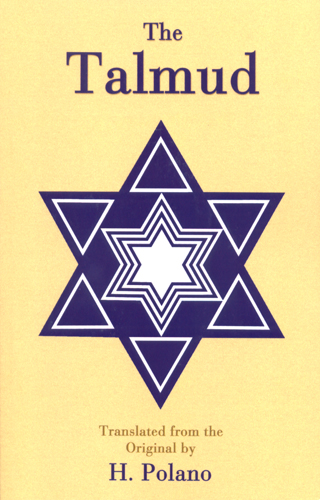 The
Talmud
Translated from the
Original by
H. Polano